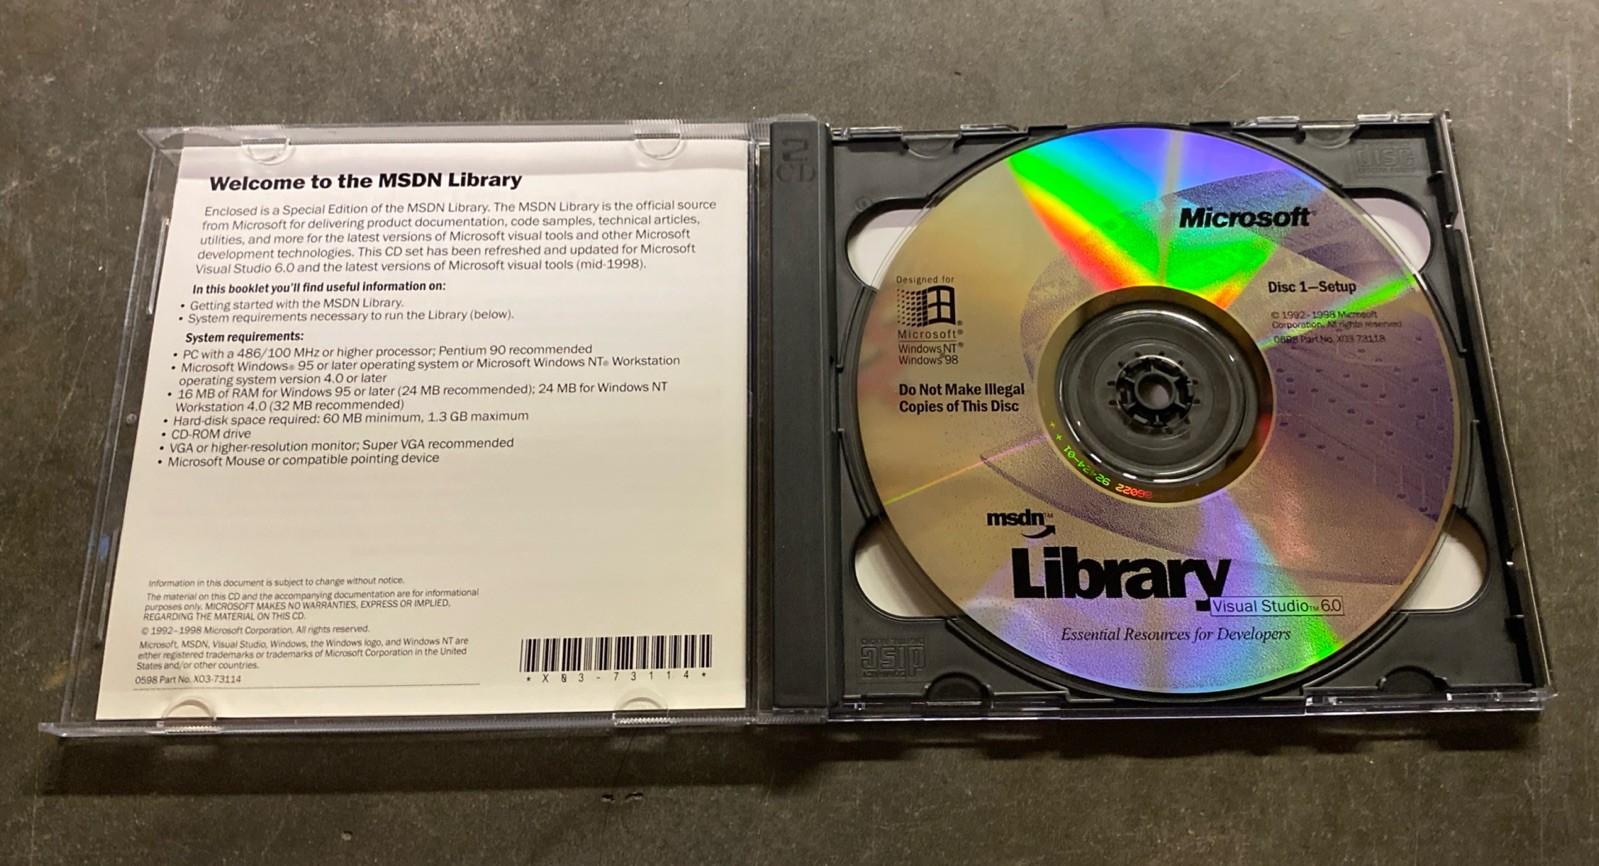 Welcome to the MSDN Library
Enclosed is a Special Edition of the MSDN Library. The MSDN Library is the official source
from Microsoft for delivering product documentation, code samples, technical articles,
utilities, and more for the latest versions of Microsoft visual tools and other Microsoft
development technologies. This CD set has been refreshed and updated for Microsoft
Visual Studio 6.0 and the latest versions of Microsoft visual tools (mid-1998).
In this booklet you'll find useful information on:
• Getting started with the MSDN Library.
• System requirements necessary to run the Library (below).
System requirements:
• PC with a 486/100 MHz or higher processor; Pentium 90 recommended
• Microsoft Windows® 95 or later operating system or Microsoft Windows NT® Workstation
operating system version 4.0 or later
• 16 MB of RAM for Windows 95 or later (24 MB recommended); 24 MB for Windows NT
Workstation 4.0 (32 MB recommended)
• Hard-disk space required: 60 MB minimum, 1.3 GB maximum
• CD-ROM drive
• VGA or higher-resolution monitor; Super VGA recommended
• Microsoft Mouse or compatible pointing device
Information in this document is subject to change without notice.
The material on this CD and the accompanying documentation are for informational
purposes only. MICROSOFT MAKES NO WARRANTIES, EXPRESS OR IMPLIED,
REGARDING THE MATERIAL ON THIS CD.
© 1992-1998 Microsoft Corporation. All rights reserved.
Microsoft, MSDN, Visual Studio, Windows, the Windows logo, and Windows NT are
either registered trademarks or trademarks of Microsoft Corporation in the United
States and/or other countries.
0598 Part No. X03-73114
*X03-73114*
2
CD
Microsoft®
Disc 1–Setup
© 1992-1998 Microsoft
Corporation. All rights reserved
0598 Part No. X03 73118
Designed for
Microsoft®
Windows NT®
Windows 98
Do Not Make Illegal
Copies of This Disc
msdn™
Library
Visual Studio™ 6.0
Essential Resources for Developers
disc